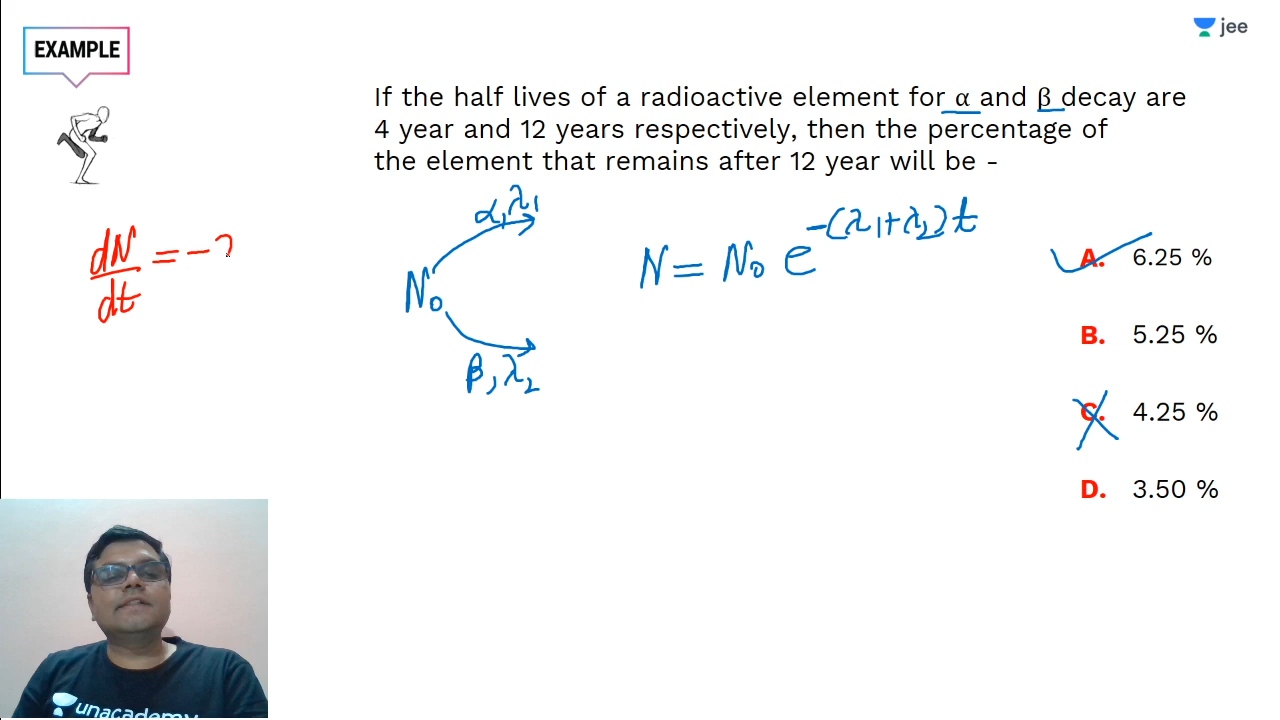 EXAMPLE
jee
If the half lives of a radioactive element for α and β decay are
4 year and 12 years respectively, then the percentage of
the element that remains after 12 year will be -
α, λ₁
N = N₀ e^-(λ₁+λ₂)t
dN/dt = -
N₀
β, λ₂
A. 6.25 %
B. 5.25 %
C. 4.25 %
D. 3.50 %
unacademy